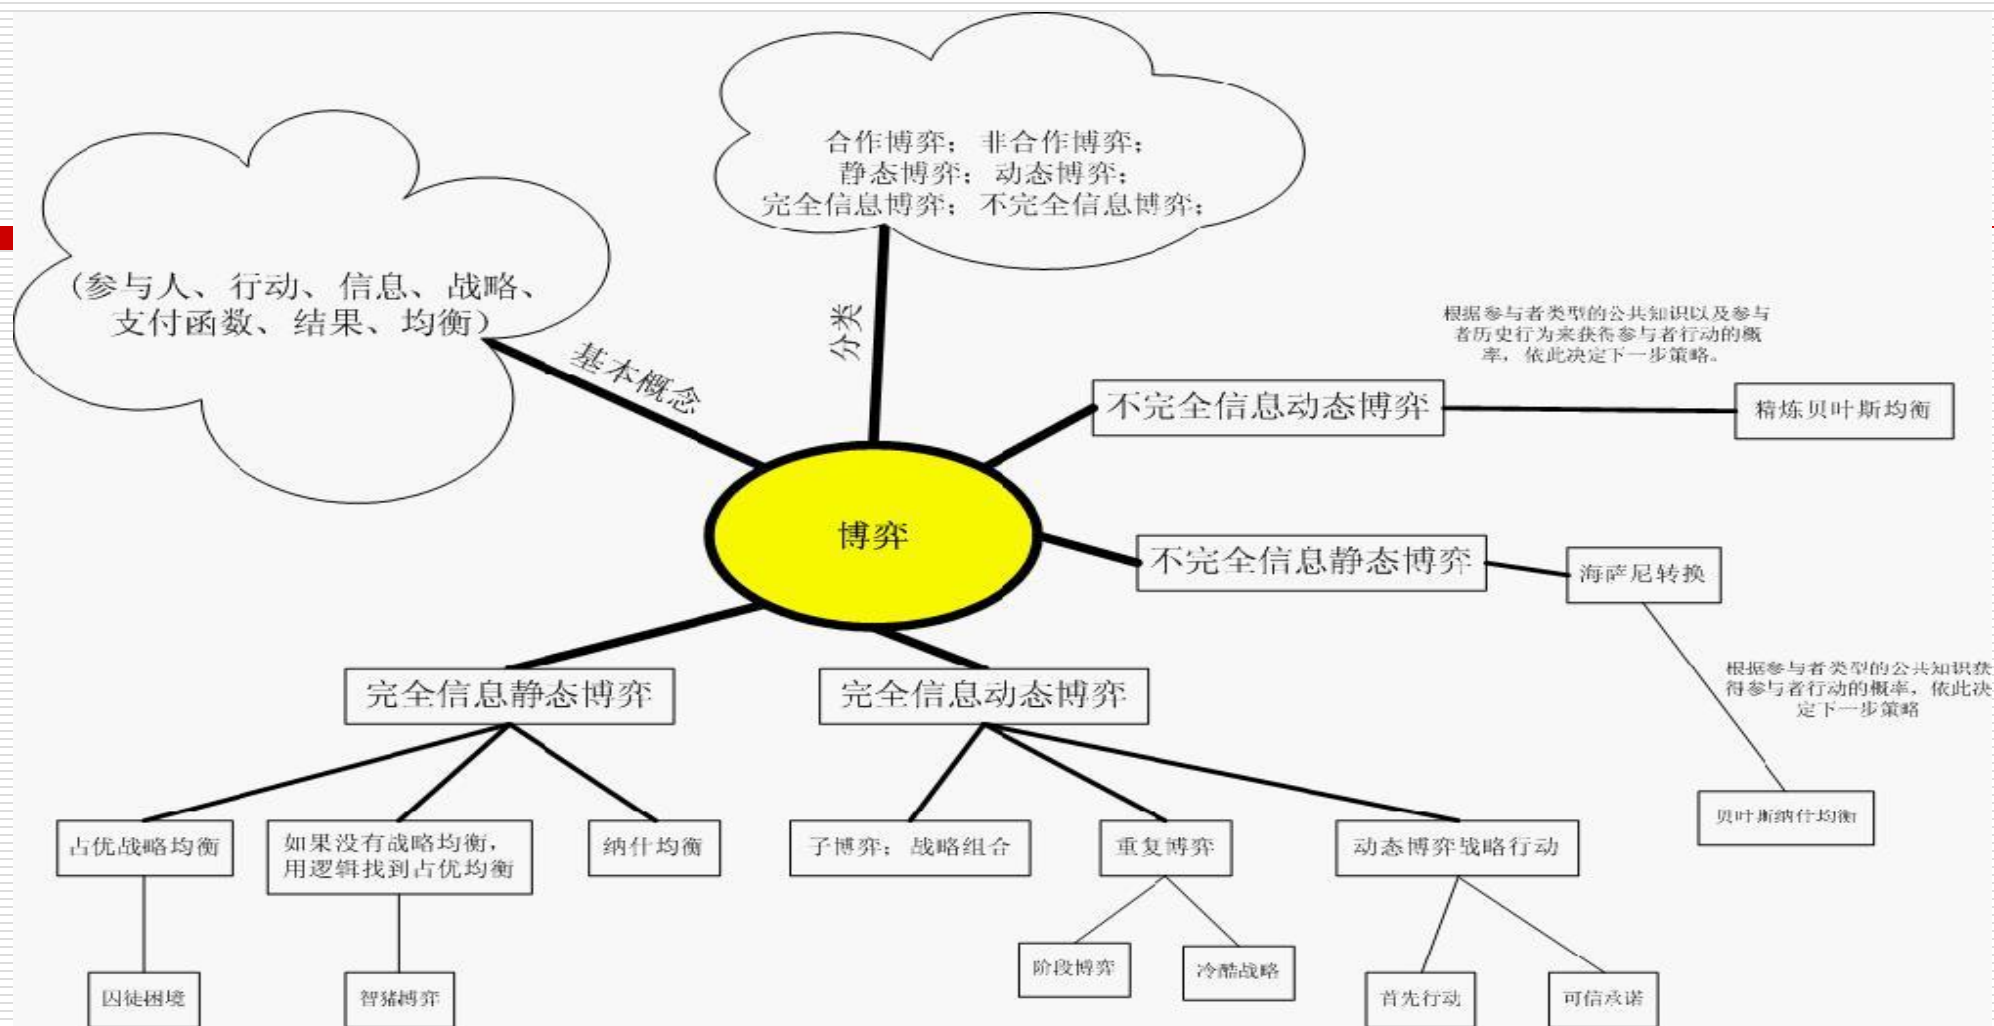 合作博弈； 非合作博弈；
静态博弈； 动态博弈；
完全信息博弈； 不完全信息博弈；
（参与人、行动、信息、战略、
支付函数、结果、均衡）
分类
基本概念
根据参与者类型的公共知识以及参与
者历史行为来获得参与者行动的概
率，依此决定下一步策略。
不完全信息动态博弈
精炼贝叶斯均衡
博弈
不完全信息静态博弈
海萨尼转换
根据参与者类型的公共知识获
得参与者行动的概率，依此决
定下一步策略
贝叶斯纳什均衡
完全信息静态博弈
完全信息动态博弈
占优战略均衡
如果没有战略均衡，
用逻辑找到占优均衡
纳什均衡
子博弈；战略组合
重复博弈
动态博弈战略行动
囚徒困境
智猪博弈
阶段博弈
冷酷战略
首先行动
可信承诺